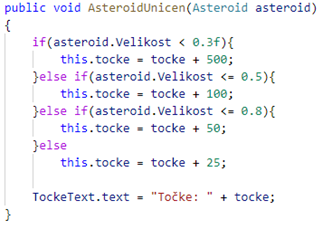 public void AsteroidUnicen(Asteroid asteroid)
{
if(asteroid.Velikost < 0.3f){
this.tocke = tocke + 500;
}else if(asteroid.Velikost <= 0.5){
this.tocke = tocke + 100;
}else if(asteroid.Velikost <= 0.8){
this.tocke = tocke + 50;
}else
this.tocke = tocke + 25;
TockeText.text = "Točke: " + tocke;
}